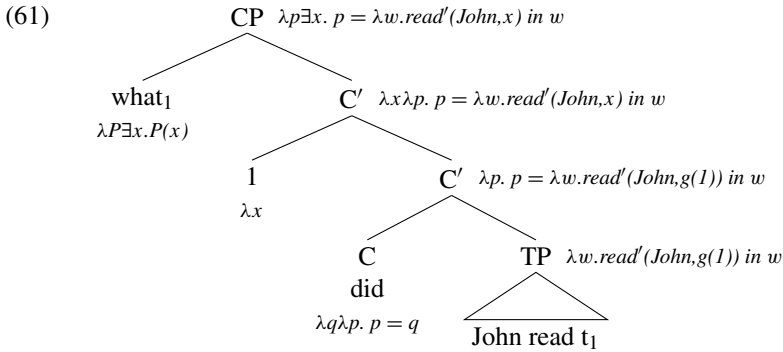 (61)
CP λp∃x. p = λw.read′(John,x) in w
what₁ C′ λxλp. p = λw.read′(John,x) in w
λP∃x.P(x)
1 C′ λp. p = λw.read′(John,g(1)) in w
λx
C TP λw.read′(John,g(1)) in w
did
λqλp. p = q John read t₁